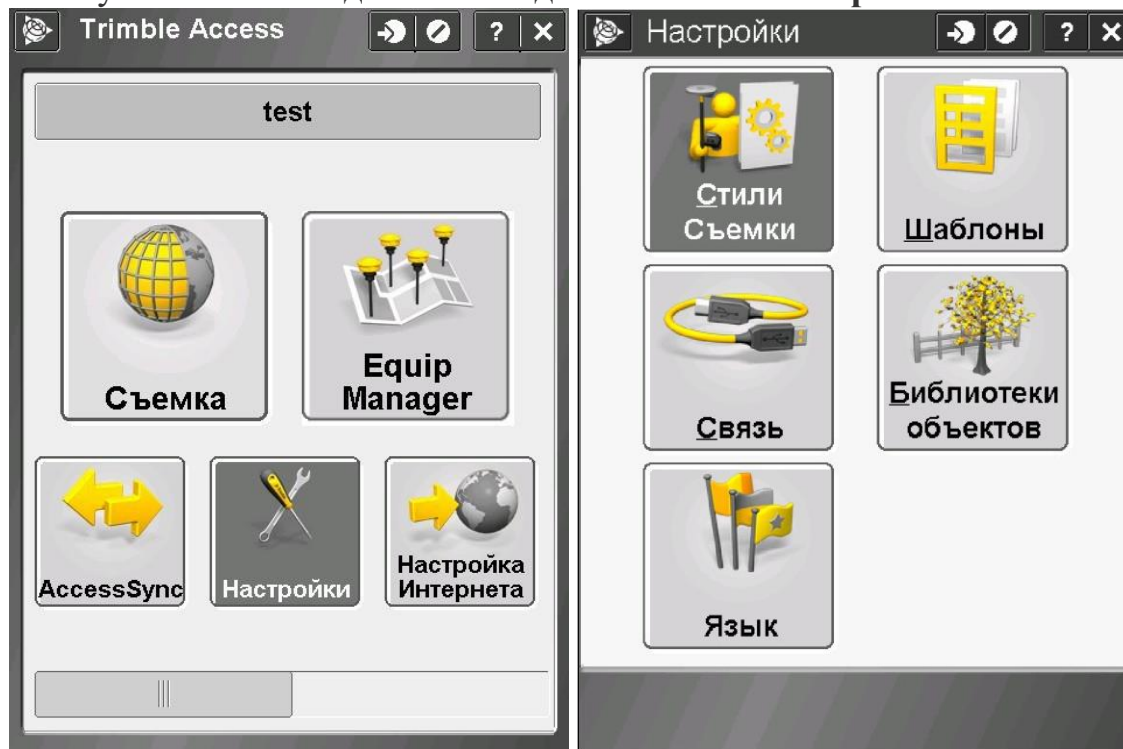 Trimble Access
? ×
test
Съемка
Equip
Manager
AccessSync
Настройки
Настройка
Интернета
Настройки
? ×
Стили
Съемки
Шаблоны
Связь
Библиотеки
объектов
Язык